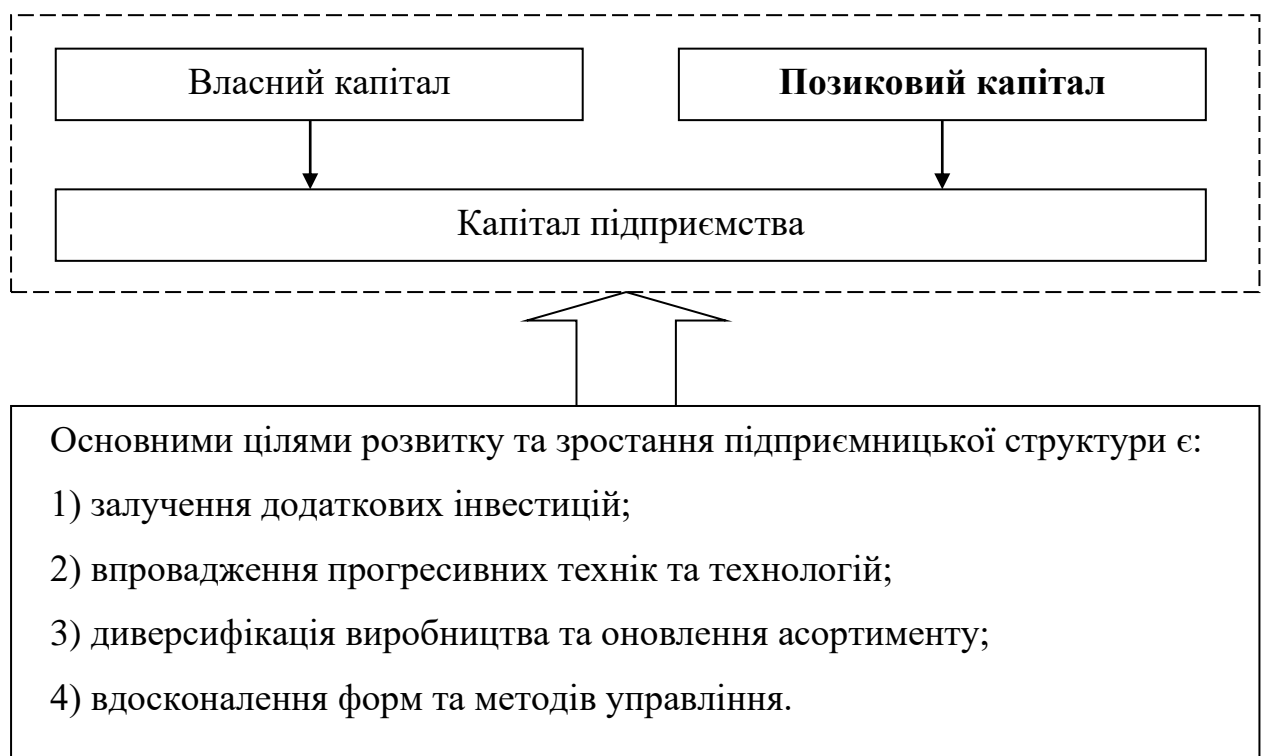 Власний капітал
Позиковий капітал
Капітал підприємства
Основними цілями розвитку та зростання підприємницької структури є:
1) залучення додаткових інвестицій;
2) впровадження прогресивних технік та технологій;
3) диверсифікація виробництва та оновлення асортименту;
4) вдосконалення форм та методів управління.